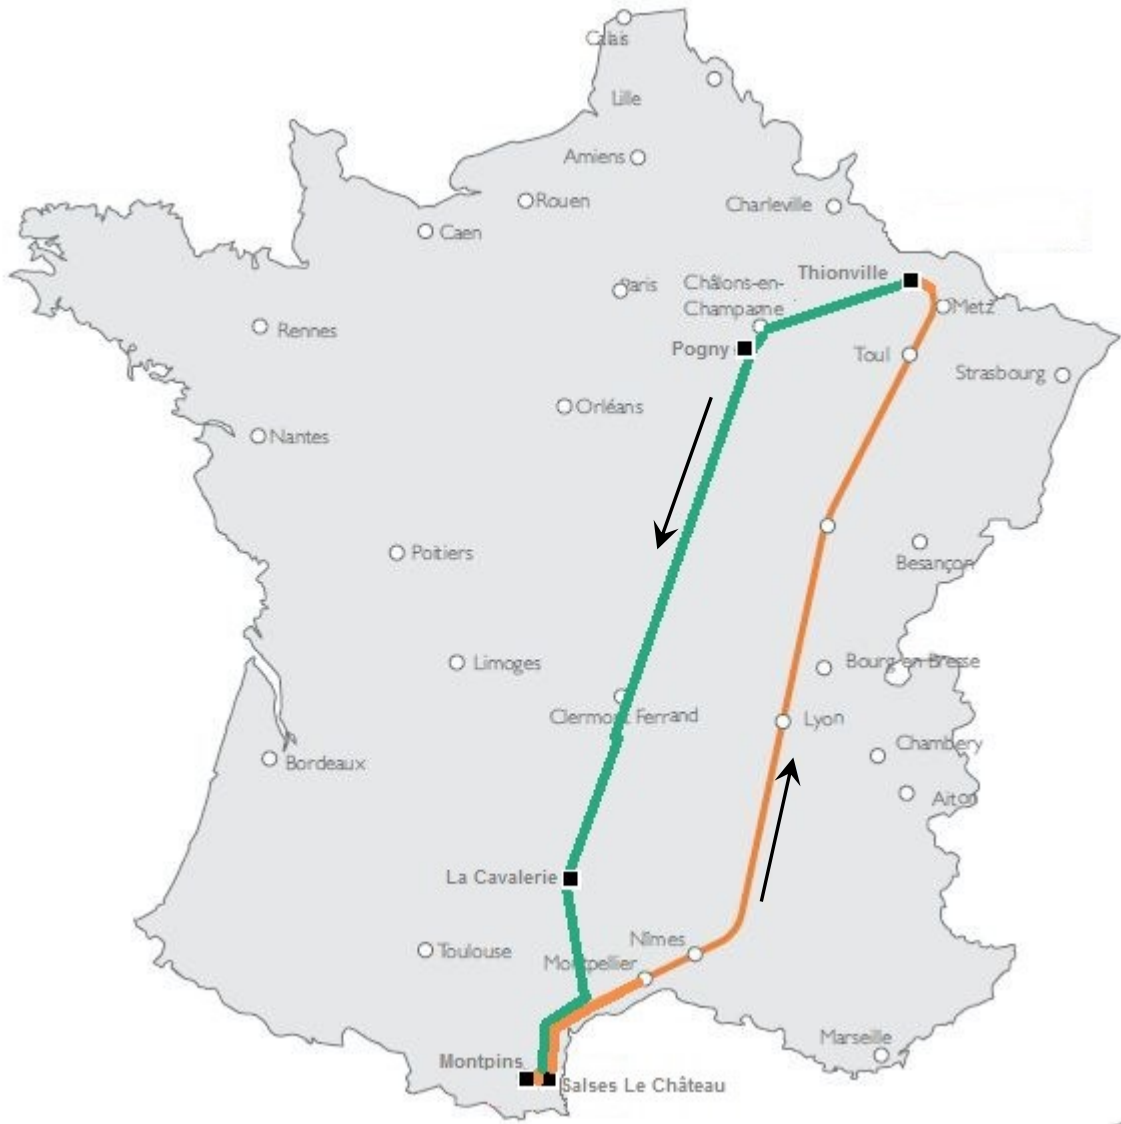 Calais
Lille
Amiens
Rouen
Charleville
Caen
Thionville
Paris
Châlons-en-
Champagne
Metz
Rennes
Pogny
Toul
Strasbourg
Orléans
Nantes
Poitiers
Besançon
Limoges
Bourg en Bresse
Clermont Ferrand
Lyon
Chambery
Bordeaux
Aiton
La Cavalerie
Nîmes
Toulouse
Montpellier
Marseille
Montpins
Salses Le Château